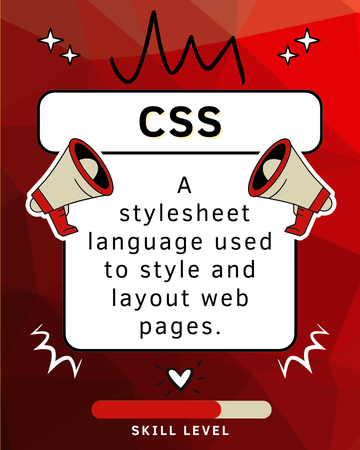 CSS
A
stylesheet
language used
to style and
layout web
pages.
SKILL LEVEL